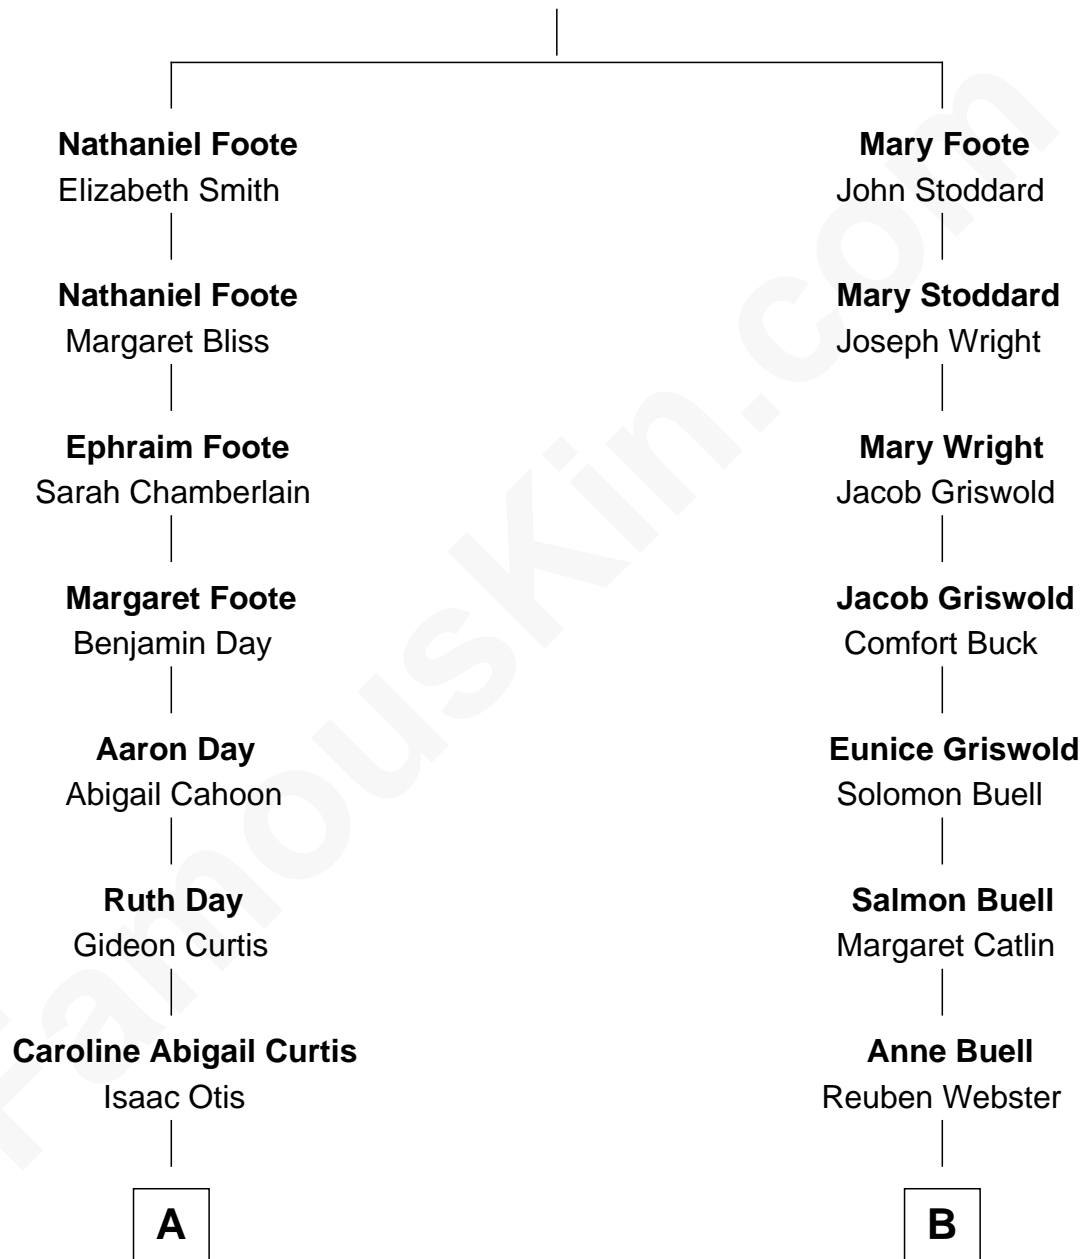 Nathaniel Foote
Elizabeth Smith
Nathaniel Foote
Margaret Bliss
Ephraim Foote
Sarah Chamberlain
Margaret Foote
Benjamin Day
Aaron Day
Abigail Cahoon
Ruth Day
Gideon Curtis
Caroline Abigail Curtis
Isaac Otis
A
Mary Foote
John Stoddard
Mary Stoddard
Joseph Wright
Mary Wright
Jacob Griswold
Jacob Griswold
Comfort Buck
Eunice Griswold
Solomon Buell
Salmon Buell
Margaret Catlin
Anne Buell
Reuben Webster
B
FamousKin.com